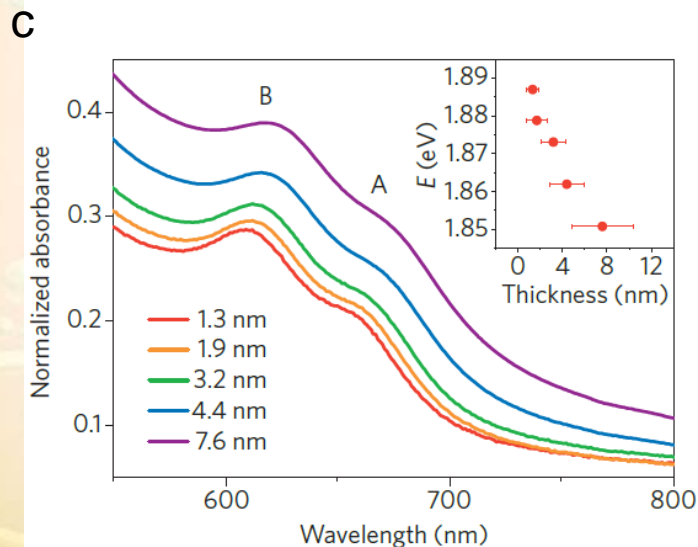 C
Normalized absorbance
0.4
0.3
0.2
0.1
B
A
1.3 nm
1.9 nm
3.2 nm
4.4 nm
7.6 nm
600
700
800
Wavelength (nm)
E (eV)
1.89
1.88
1.87
1.86
1.85
0
4
8
12
Thickness (nm)